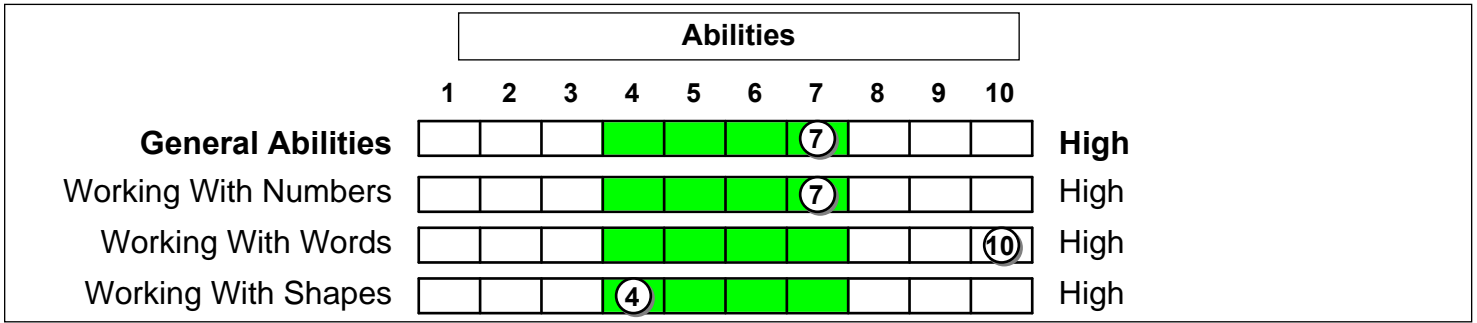 Abilities
1 2 3 4 5 6 7 8 9 10
General Abilities 7 High
Working With Numbers 7 High
Working With Words 10 High
Working With Shapes 4 High